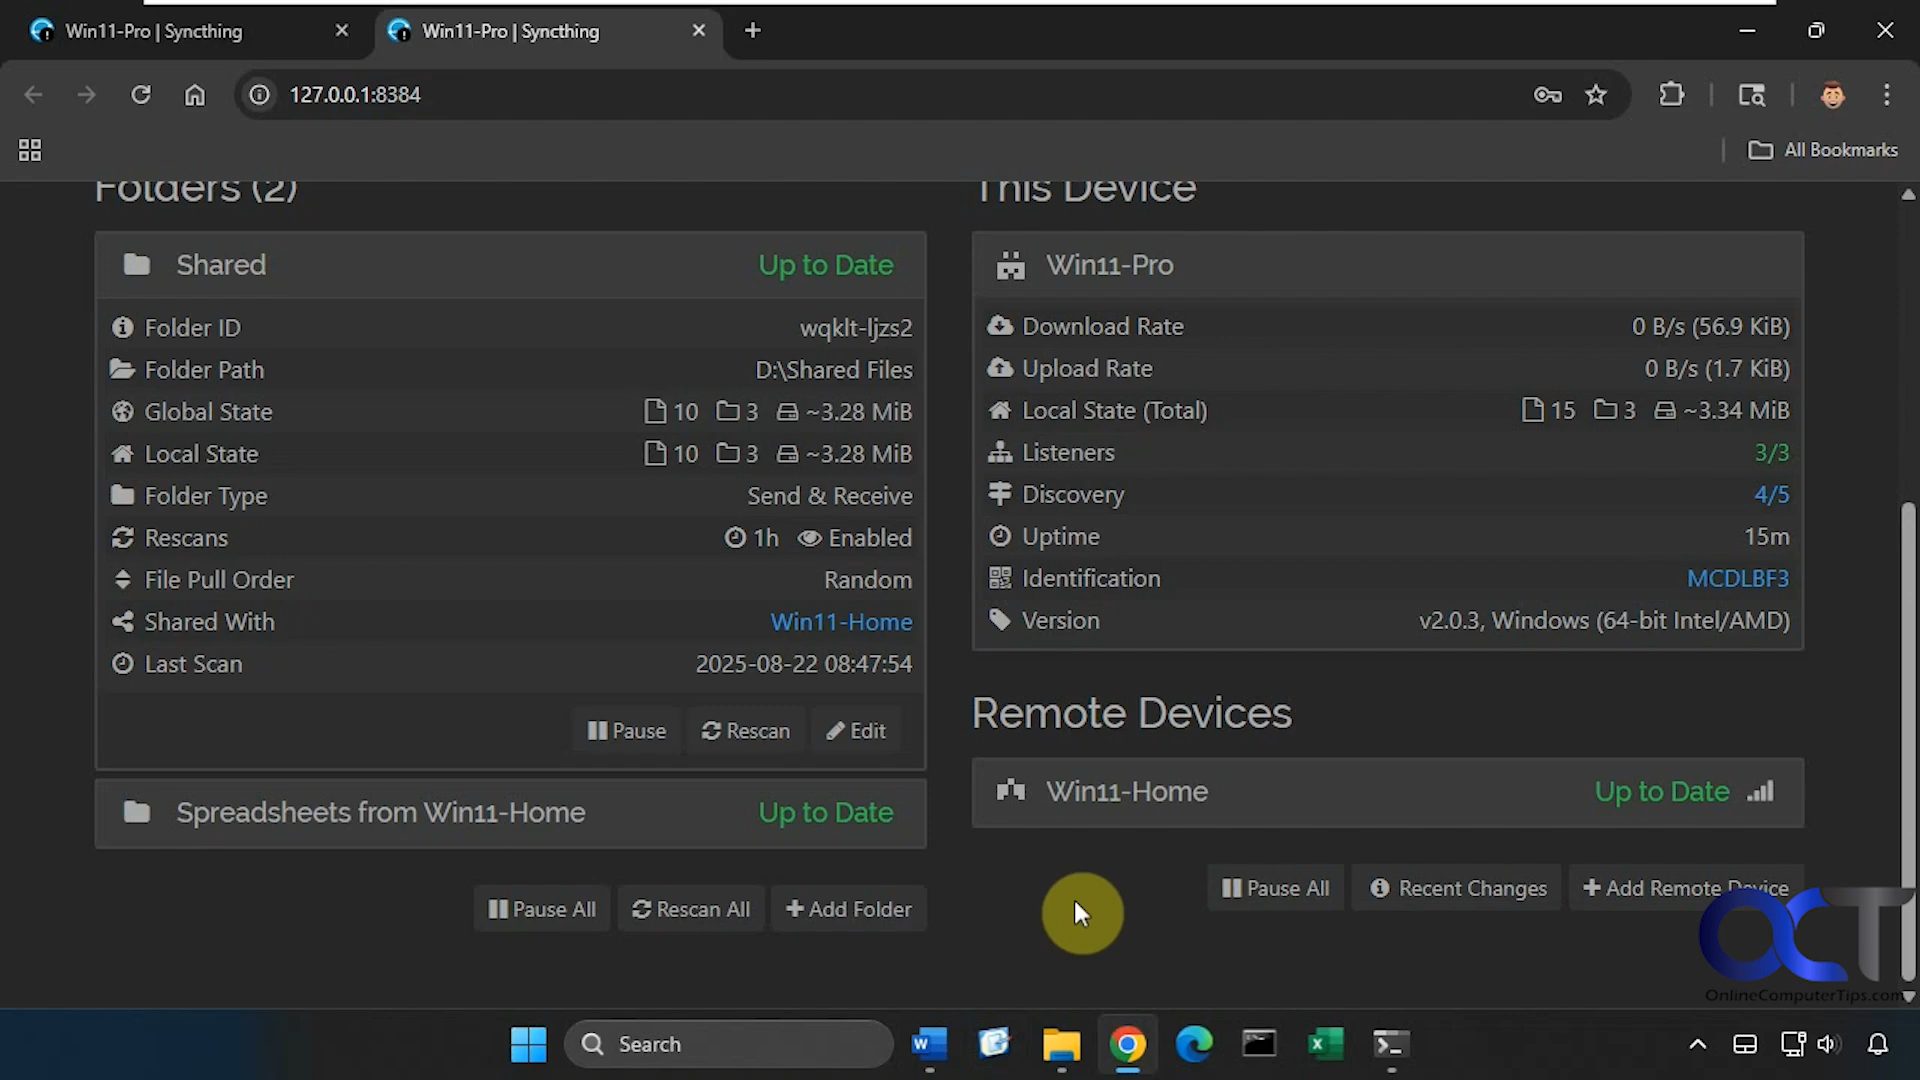 Win11-Pro | Syncthing
Win11-Pro | Syncthing
127.0.0.1:8384
All Bookmarks
Folders (2)
Shared
Up to Date
Folder ID
wqklt-ljzs2
Folder Path
D:\Shared Files
Global State
10 3 ~3.28 MiB
Local State
10 3 ~3.28 MiB
Folder Type
Send & Receive
Rescans
1h Enabled
File Pull Order
Random
Shared With
Win11-Home
Last Scan
2025-08-22 08:47:54
Pause Rescan Edit
Spreadsheets from Win11-Home
Up to Date
Pause All Rescan All Add Folder
This Device
Win11-Pro
Download Rate
0 B/s (56.9 KiB)
Upload Rate
0 B/s (1.7 KiB)
Local State (Total)
15 3 ~3.34 MiB
Listeners
3/3
Discovery
4/5
Uptime
15m
Identification
MCDLBF3
Version
v2.0.3, Windows (64-bit Intel/AMD)
Remote Devices
Win11-Home
Up to Date
Pause All Recent Changes Add Remote Device
OCT
OnlineComputerTips.com
Search